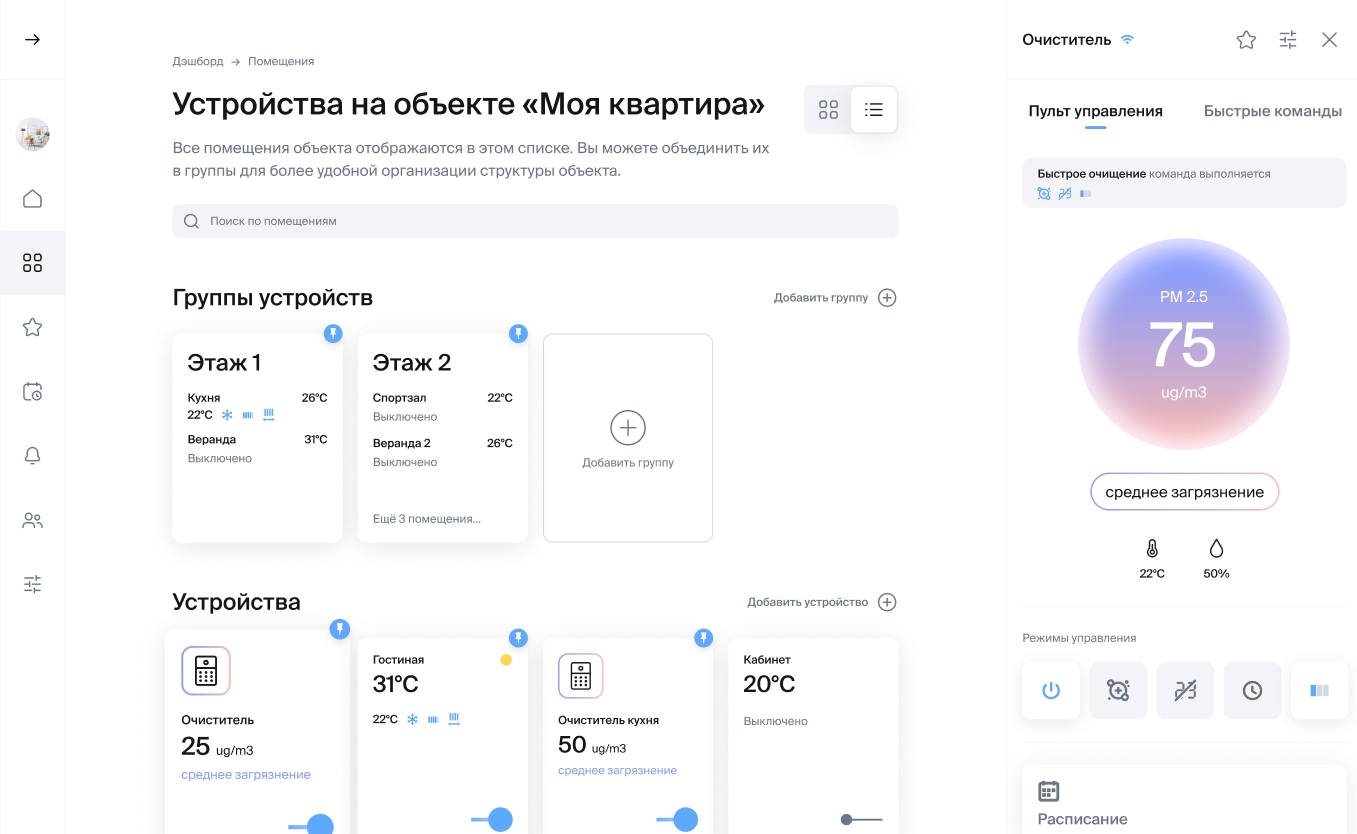 Дэшборд → Помещения
Устройства на объекте «Моя квартира»
Все помещения объекта отображаются в этом списке. Вы можете объединить их
в группы для более удобной организации структуры объекта.
Поиск по помещениям
Группы устройств
Добавить группу
Этаж 1
Кухня 26°C
22°C
Веранда 31°C
Выключено
Этаж 2
Спортзал 22°C
Выключено
Веранда 2 26°C
Выключено
Ещё 3 помещения...
Добавить группу
Устройства
Добавить устройство
Очиститель
25 ug/m3
среднее загрязнение
Гостиная
31°C
22°C
Очиститель кухня
50 ug/m3
среднее загрязнение
Кабинет
20°C
Выключено
Очиститель
Пульт управления
Быстрые команды
Быстрое очищение команда выполняется
PM 2.5
75
ug/m3
среднее загрязнение
22°C
50%
Режимы управления
Расписание